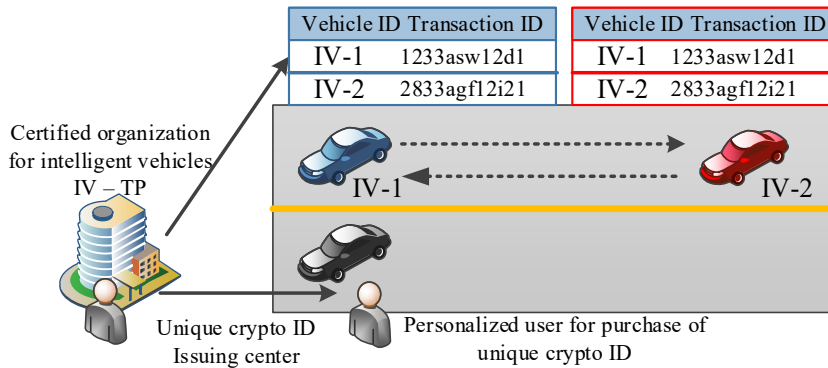 Vehicle ID Transaction ID
IV-1 1233asw12d1
IV-2 2833agf12i21
Vehicle ID Transaction ID
IV-1 1233asw12d1
IV-2 2833agf12i21
Certified organization
for intelligent vehicles
IV – TP
IV-1
IV-2
Unique crypto ID
Issuing center
Personalized user for purchase of
unique crypto ID